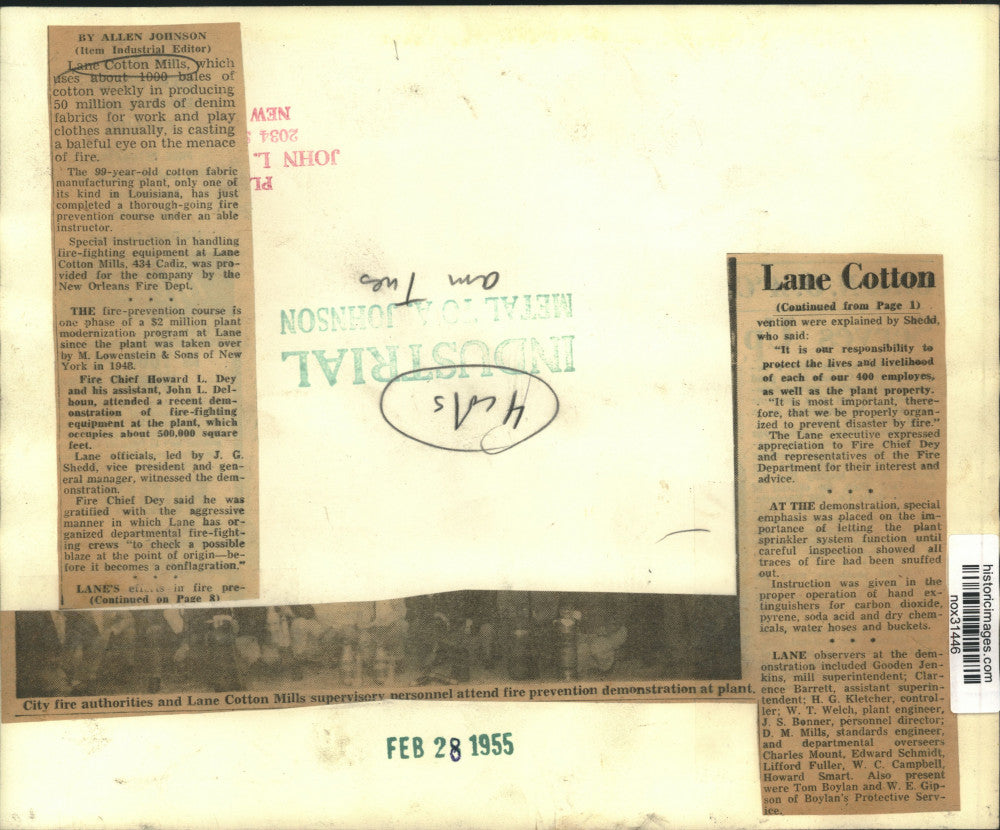 BY ALLEN JOHNSON
(Item Industrial Editor)
Lane Cotton Mills, which
uses about 1000 bales of
cotton weekly in producing
50 million yards of denim
fabrics for work and play
clothes annually, is casting
a baleful eye on the menace
of fire.
The 99-year-old cotton fabric
manufacturing plant, only one of
its kind in Louisiana, has just
completed a thorough-going fire
prevention course under an able
instructor.
Special instruction in handling
fire-fighting equipment at Lane
Cotton Mills, 434 Cadiz, was pro-
vided for the company by the
New Orleans Fire Dept.
* * *
THE fire-prevention course is
one phase of a $2 million plant
modernization program at Lane
since the plant was taken over
by M. Lowenstein & Sons of New
York in 1948.
Fire Chief Howard L. Dey
and his assistant, John L. Del-
houn, attended a recent dem-
onstration of fire-fighting
equipment at the plant, which
occupies about 500,000 square
feet.
Lane officials, led by J. G.
Shedd, vice president and gen-
eral manager, witnessed the dem-
onstration.
Fire Chief Dey said he was
gratified with the aggressive
manner in which Lane has or-
ganized departmental fire-fight-
ing crews "to check a possible
blaze at the point of origin—be-
fore it becomes a conflagration."
* * *
LANE'S in fire pre-
(Continued on Page 8)
NEW
2034
JOHN L.
am Tues
METAL TO A. JOHNSON
INDUSTRIAL
4 cols
Lane Cotton
(Continued from Page 1)
vention were explained by Shedd,
who said:
"It is our responsibility to
protect the lives and livelihood
of each of our 400 employes,
as well as the plant property.
"It is most important, there-
fore, that we be properly organ-
ized to prevent disaster by fire."
The Lane executive expressed
appreciation to Fire Chief Dey
and representatives of the Fire
Department for their interest and
advice.
* * *
AT THE demonstration, special
emphasis was placed on the im-
portance of letting the plant
sprinkler system function until
careful inspection showed all
traces of fire had been snuffed
out.
Instruction was given in the
proper operation of hand ex-
tinguishers for carbon dioxide,
pyrene, soda acid and dry chem-
icals, water hoses and buckets.
* * *
LANE observers at the dem-
onstration included Gooden Jen-
kins, mill superintendent; Clar-
ence Barrett, assistant superin-
tendent; H. G. Kletcher, control-
ler; W. T. Welch, plant engineer,
J. S. Bonner, personnel director;
D. M. Mills, standards engineer,
and departmental overseers
Charles Mount, Edward Schmidt,
Lifford Fuller, W. C. Campbell,
Howard Smart. Also present
were Tom Boylan and W. E. Gip-
son of Boylan's Protective Serv-
ice.
City fire authorities and Lane Cotton Mills supervisory personnel attend fire prevention demonstration at plant.
FEB 28 1955
historicimages.com
nox31446